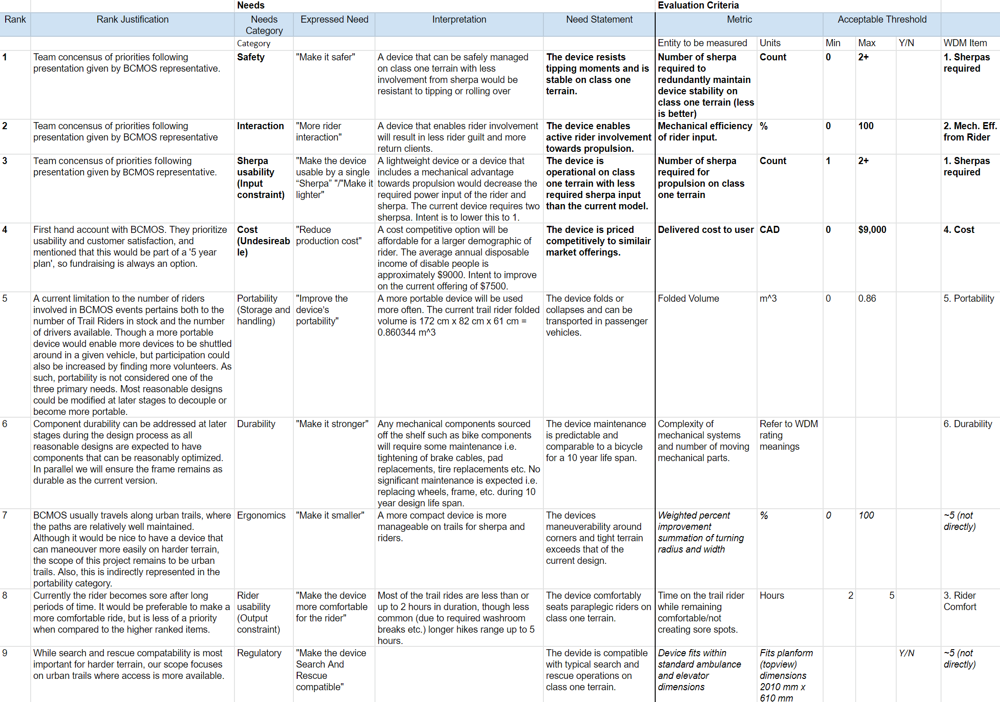 Needs
Evaluation Criteria
Rank
Rank Justification
Needs
Category
Expressed Need
Interpretation
Need Statement
Metric
Acceptable Threshold
Category
Entity to be measured
Units
Min
Max
Y/N
WDM Item
1
Team concensus of priorities following
presentation given by BCMOS representative.
Safety
"Make it safer"
A device that can be safely managed
on class one terrain with less
involvement from sherpa would be
resistant to tipping or rolling over
The device resists
tipping moments and is
stable on class one
terrain.
Number of sherpa
required to
redundantly maintain
device stability on
class one terrain (less
is better)
Count
0
2+
1. Sherpas
required
2
Team concensus of priorities following
presentation given by BCMOS representative
Interaction
"More rider
interaction"
A device that enables rider involvement
will result in less rider guilt and more
return clients.
The device enables
active rider involvement
towards propulsion.
Mechanical efficiency
of rider input.
%
0
100
2. Mech. Eff.
from Rider
3
Team concensus of priorities following
presentation given by BCMOS representative.
Sherpa
usability
(Input
constraint)
"Make the device
usable by a single
“Sherpa” "/"Make it
lighter"
A lightweight device or a device that
includes a mechanical advantage
towards propulsion would decrease the
required power input of the rider and
sherpa. The current device requires two
sherpsa. Intent is to lower this to 1.
The device is
operational on class
one terrain with less
required sherpa input
than the current model.
Number of sherpa
required for
propulsion on class
one terrain
Count
1
2+
1. Sherpas
required
4
First hand account with BCMOS. They prioritize
usability and customer satisfaction, and
mentioned that this would be part of a '5 year
plan', so fundraising is always an option.
Cost
(Undesireab
le)
"Reduce
production cost"
A cost competitive option will be
affordable for a larger demographic of
rider. The average annual disposable
income of disable people is
approximately $9000. Intent to improve
on the current offering of $7500.
The device is priced
competitively to similair
market offerings.
Delivered cost to user
CAD
0
$9,000
4. Cost
5
A current limitation to the number of riders
involved in BCMOS events pertains both to the
number of Trail Riders in stock and the number
of drivers available. Though a more portable
device would enable more devices to be shuttled
around in a given vehicle, but participation could
also be increased by finding more volunteers. As
such, portability is not considered one of the
three primary needs. Most reasonable designs
could be modified at later stages to decouple or
become more portable.
Portability
(Storage and
handling)
"Improve the
device’s
portability"
A more portable device will be used
more often. The current trail rider folded
volume is 172 cm x 82 cm x 61 cm =
0.860344 m^3
The device folds or
collapses and can be
transported in passenger
vehicles.
Folded Volume
m^3
0
0.86
5. Portability
6
Component durability can be addressed at later
stages during the design process as all
reasonable designs are expected to have
components that can be reasonably optimized.
In parallel we will ensure the frame remains as
durable as the current version.
Durability
"Make it stronger"
Any mechanical components sourced
off the shelf such as bike components
will require some maintenance i.e.
tightening of brake cables, pad
replacements, tire replacements etc. No
significant maintenance is expected i.e.
replacing wheels, frame, etc. during 10
year design life span.
The device maintenance
is predictable and
comparable to a bicycle
for a 10 year life span.
Complexity of
mechanical systems
and number of moving
mechanical parts.
Refer to WDM
rating
meanings
6. Durability
7
BCMOS usually travels along urban trails, where
the paths are relatively well maintained.
Although it would be nice to have a device that
can maneouver more easily on harder terrain,
the scope of this project remains to be urban
trails. Also, this is indirectly represented in the
portability category.
Ergonomics
"Make it smaller"
A more compact device is more
manageable on trails for sherpa and
riders.
The devices
maneuverability around
corners and tight terrain
exceeds that of the
current design.
Weighted percent
improvement
summation of turning
radius and width
%
0
100
~5 (not
directly)
8
Currently the rider becomes sore after long
periods of time. It would be preferable to make a
more comfortable ride, but is less of a priority
when compared to the higher ranked items.
Rider
usability
(Output
constraint)
"Make the device
more comfortable
for the rider"
Most of the trail rides are less than or
up to 2 hours in duration, though less
common (due to required washroom
breaks etc.) longer hikes range up to 5
hours.
The device comfortably
seats paraplegic riders on
class one terrain.
Time on the trail rider
while remaining
comfortable/not
creating sore spots.
Hours
2
5
3. Rider
Comfort
9
While search and rescue compatability is most
important for harder terrain, our scope focuses
on urban trails where access is more available.
Regulatory
"Make the device
Search And
Rescue
compatible"
The devide is compatible
with typical search and
rescue operations on
class one terrain.
Device fits within
standard ambulance
and elevator
dimensions
Fits planform
(topview)
dimensions
2010 mm x
610 mm
Y/N
~5 (not
directly)